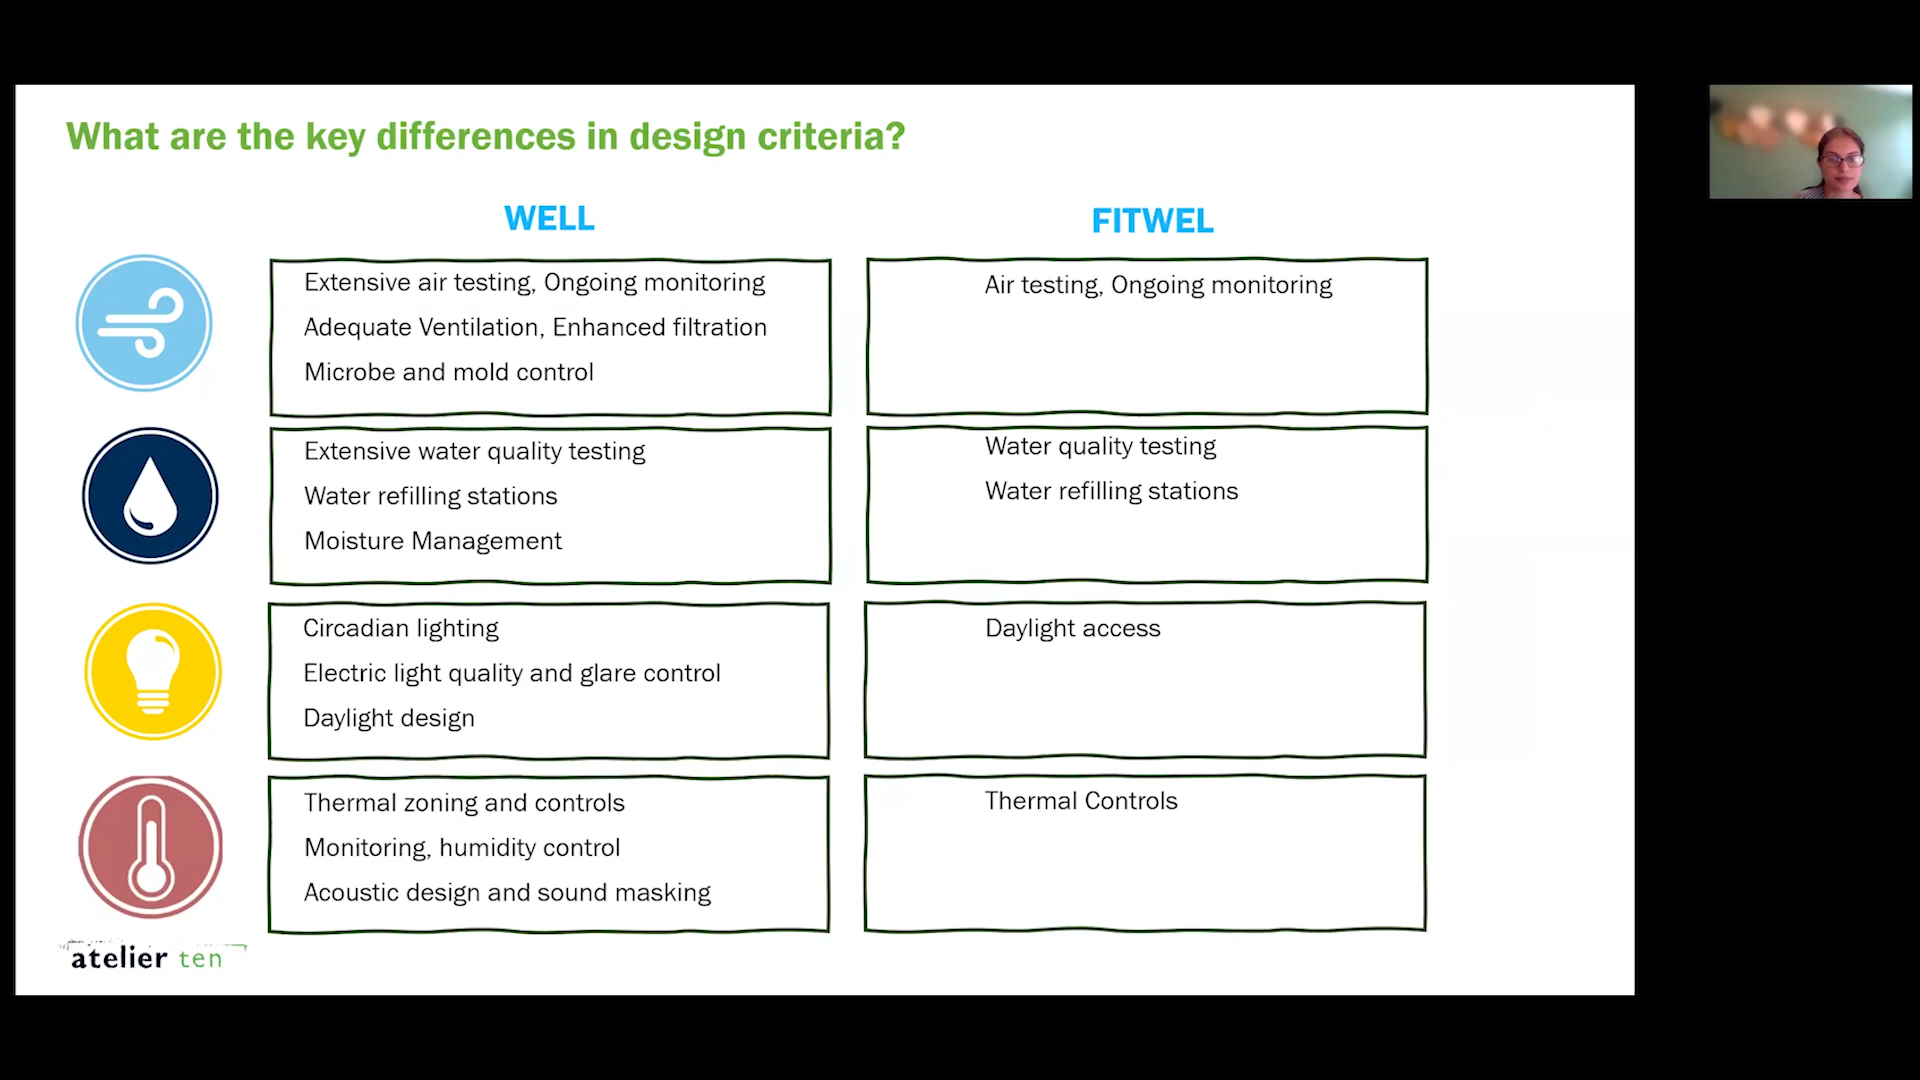 What are the key differences in design criteria?
WELL
FITWEL
Extensive air testing, Ongoing monitoring
Adequate Ventilation, Enhanced filtration
Microbe and mold control
Air testing, Ongoing monitoring
Extensive water quality testing
Water refilling stations
Moisture Management
Water quality testing
Water refilling stations
Circadian lighting
Electric light quality and glare control
Daylight design
Daylight access
Thermal zoning and controls
Monitoring, humidity control
Acoustic design and sound masking
Thermal Controls
atelier ten